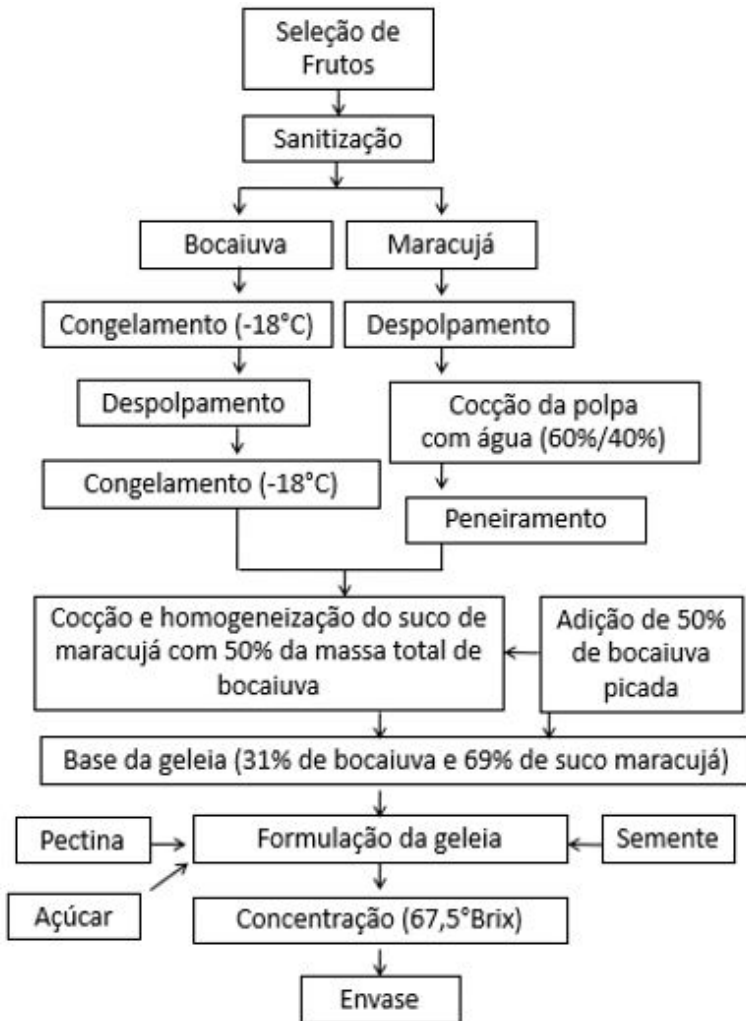 Seleção de
Frutos
Sanitização
Bocaiuva
Maracujá
Congelamento (-18°C)
Despolpamento
Despolpamento
Cocção da polpa
com água (60%/40%)
Congelamento (-18°C)
Peneiramento
Cocção e homogeneização do suco de
maracujá com 50% da massa total de
bocaiuva
Adição de 50%
de bocaiuva
picada
Base da geleia (31% de bocaiuva e 69% de suco maracujá)
Pectina
Formulação da geleia
Semente
Açúcar
Concentração (67,5°Brix)
Envase